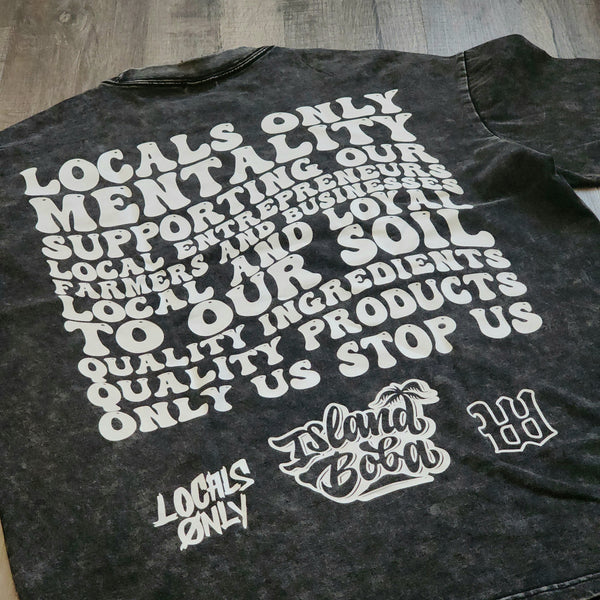 LOCALS ONLY
MENTALITY
SUPPORTING OUR
LOCAL ENTREPRENEURS
FARMERS AND BUSINESSES
LOCAL AND LOYAL
TO OUR SOIL
QUALITY INGREDIENTS
QUALITY PRODUCTS
ONLY US STOP US
LOCALS
ONLY
Island
Boba